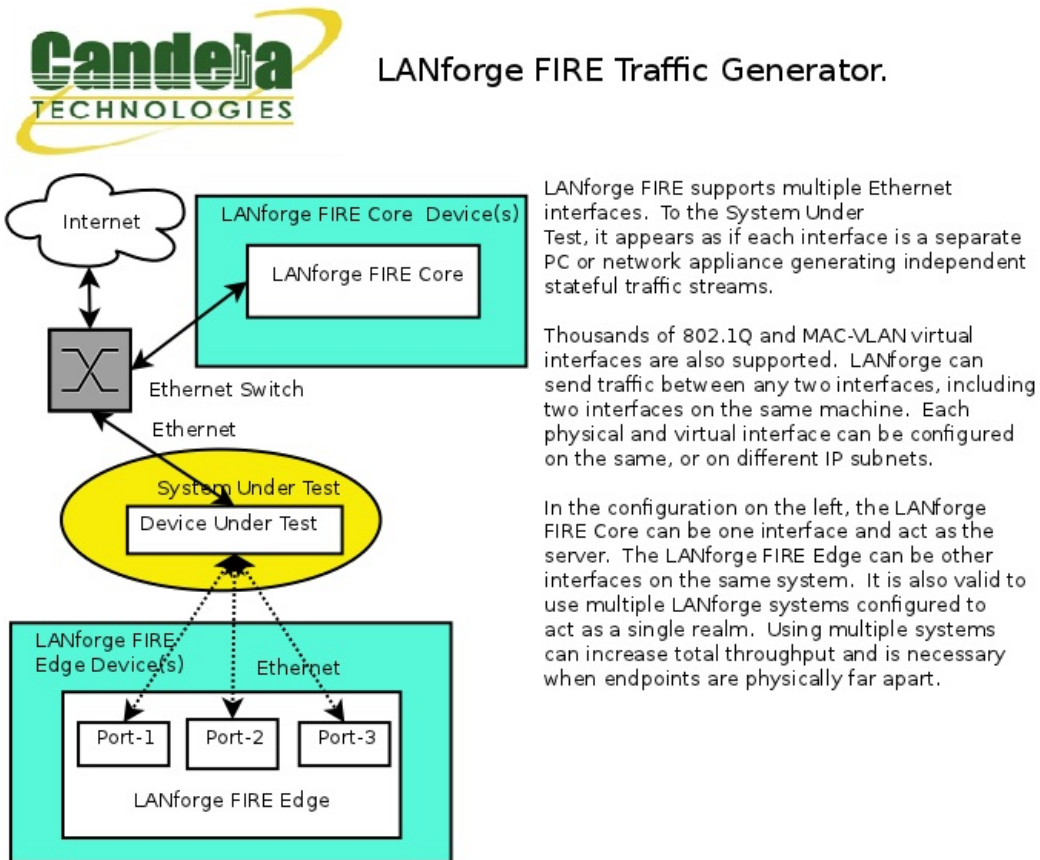 Candela
TECHNOLOGIES
LANforge FIRE Traffic Generator.
Internet
LANforge FIRE Core Device(s)
LANforge FIRE Core
Ethernet Switch
Ethernet
System Under Test
Device Under Test
LANforge FIRE
Edge Device(s)
Ethernet
Port-1
Port-2
Port-3
LANforge FIRE Edge
LANforge FIRE supports multiple Ethernet
interfaces. To the System Under
Test, it appears as if each interface is a separate
PC or network appliance generating independent
stateful traffic streams.
Thousands of 802.1Q and MAC-VLAN virtual
interfaces are also supported. LANforge can
send traffic between any two interfaces, including
two interfaces on the same machine. Each
physical and virtual interface can be configured
on the same, or on different IP subnets.
In the configuration on the left, the LANforge
FIRE Core can be one interface and act as the
server. The LANforge FIRE Edge can be other
interfaces on the same system. It is also valid to
use multiple LANforge systems configured to
act as a single realm. Using multiple systems
can increase total throughput and is necessary
when endpoints are physically far apart.